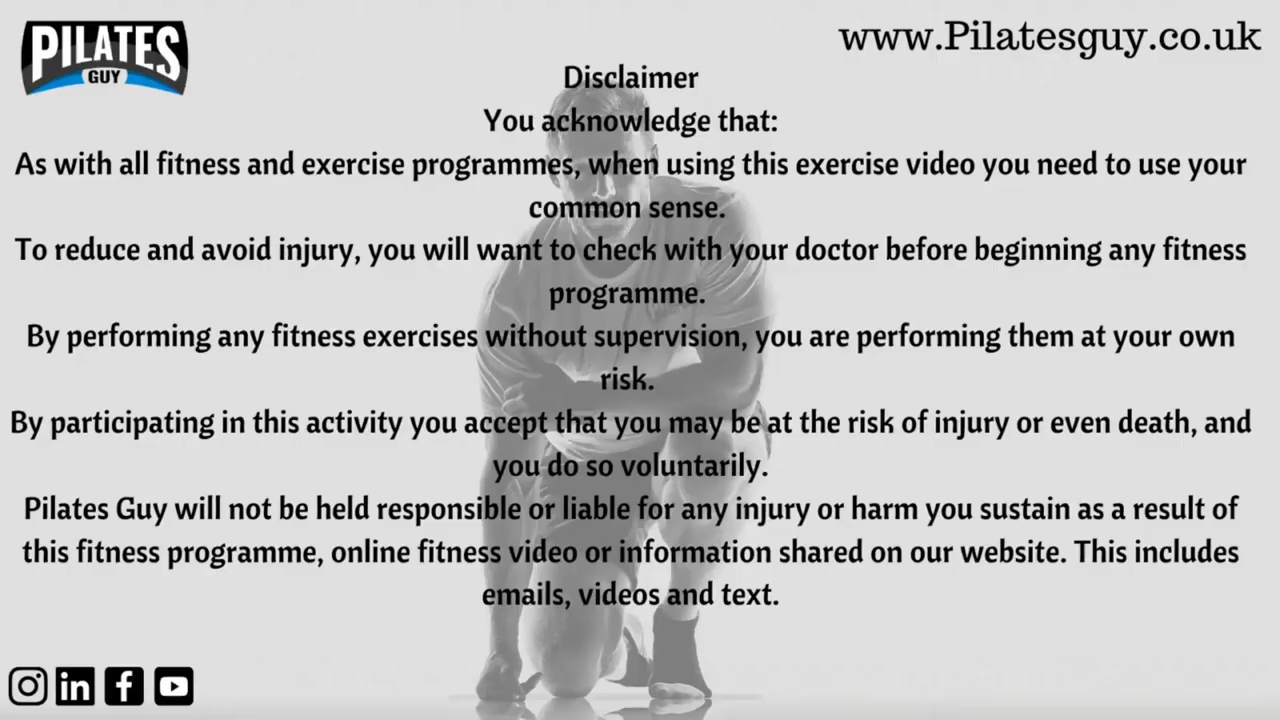 PILATES
GUY
www.Pilatesguy.co.uk
Disclaimer
You acknowledge that:
As with all fitness and exercise programmes, when using this exercise video you need to use your
common sense.
To reduce and avoid injury, you will want to check with your doctor before beginning any fitness
programme.
By performing any fitness exercises without supervision, you are performing them at your own
risk.
By participating in this activity you accept that you may be at the risk of injury or even death, and
you do so voluntarily.
Pilates Guy will not be held responsible or liable for any injury or harm you sustain as a result of
this fitness programme, online fitness video or information shared on our website. This includes
emails, videos and text.